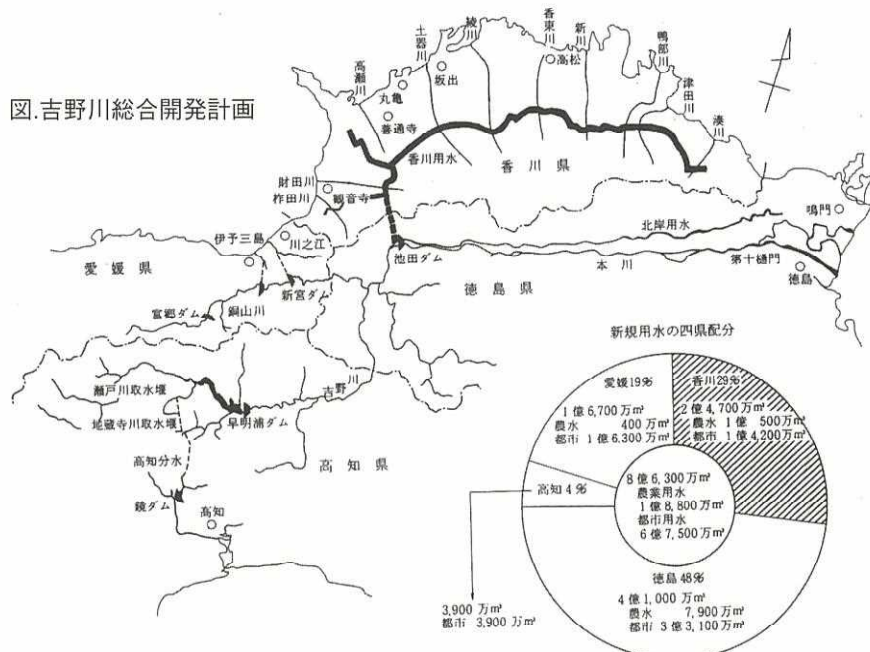 図.吉野川総合開発計画
高瀬川
土器川
綾川
香東川
新川
鴨部川
津田川
湊川
高松
坂出
丸亀
善通寺
香川用水
香川県
財田川
柞田川
観音寺
伊予三島
川之江
愛媛県
池田ダム
北岸用水
鳴門
本川
第十樋門
徳島
徳島県
新宮ダム
銅山川
富郷ダム
瀬戸川取水堰
地蔵寺川取水堰
早明浦ダム
吉野川
高知分水
高知県
鏡ダム
高知
新規用水の四県配分
愛媛19%
1億6,700万m³
農水 400万m³
都市 1億6,300万m³
香川29%
2億4,700万m³
農水 1億 500万m³
都市 1億4,200万m³
高知4%
3,900万m³
都市 3,900万m³
8億6,300万m³
農業用水
1億8,800万m³
都市用水
6億7,500万m³
徳島48%
4億1,000万m³
農水 7,900万m³
都市 3億3,100万m³